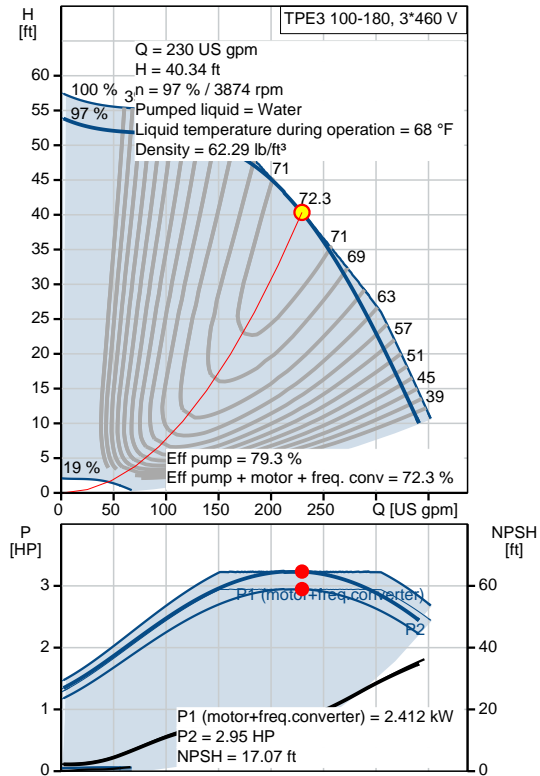 H
[ft]
TPE3 100-180, 3*460 V
Q = 230 US gpm
H = 40.34 ft
n = 97 % / 3874 rpm
Pumped liquid = Water
Liquid temperature during operation = 68 °F
Density = 62.29 lb/ft³
60
55
50
45
40
35
30
25
20
15
10
5
0
100 %
97 %
19 %
71
72.3
71
69
63
57
51
45
39
Eff pump = 79.3 %
Eff pump + motor + freq. conv = 72.3 %
0 50 100 150 200 250 Q [US gpm]
P
[HP]
NPSH
[ft]
3
2
1
0
60
40
20
0
P1 (motor+freq.converter)
P2
P1 (motor+freq.converter) = 2.412 kW
P2 = 2.95 HP
NPSH = 17.07 ft